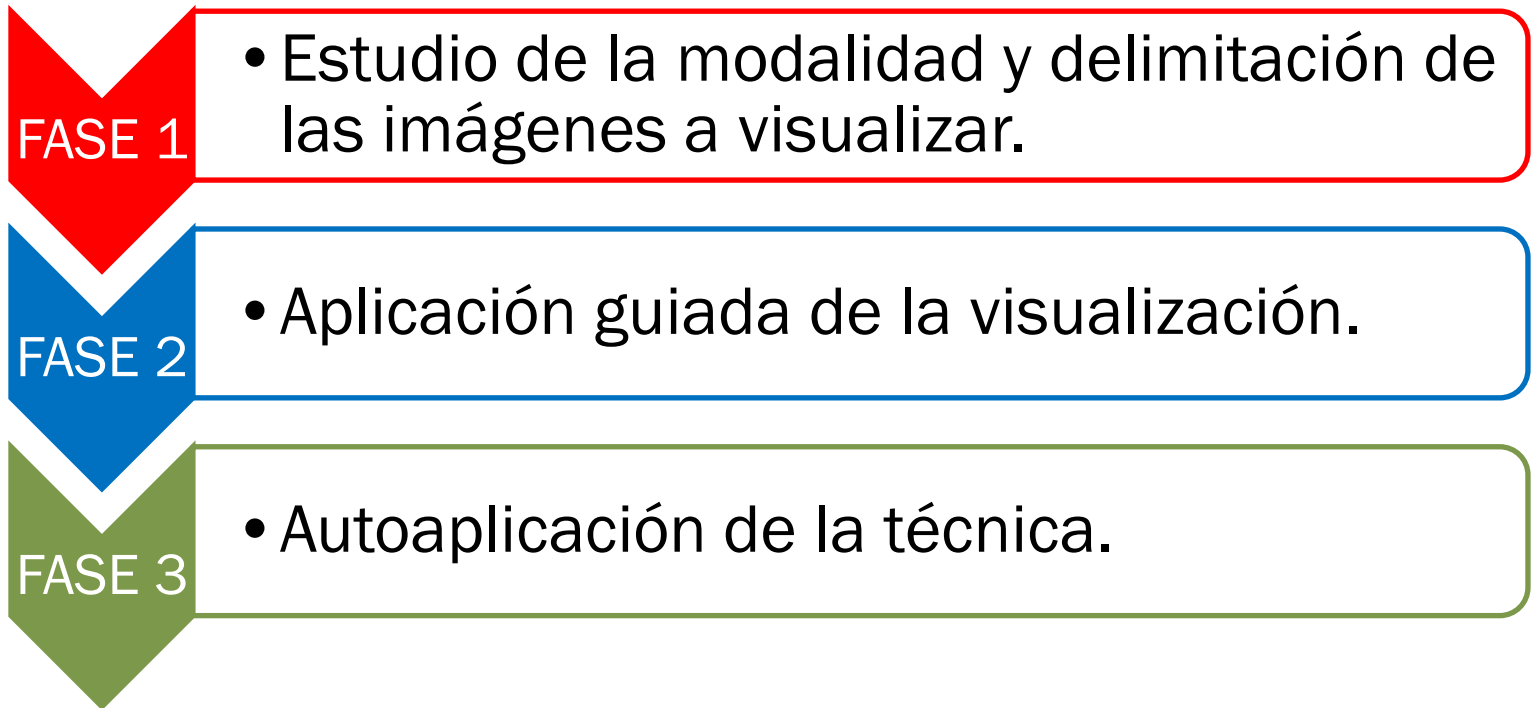 FASE 1
• Estudio de la modalidad y delimitación de
las imágenes a visualizar.
FASE 2
• Aplicación guiada de la visualización.
FASE 3
• Autoaplicación de la técnica.